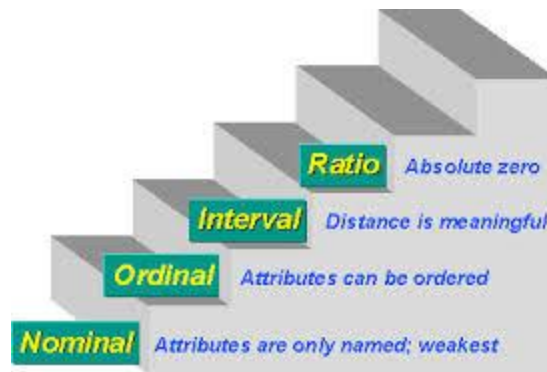 Ratio Absolute zero
Interval Distance is meaningful
Ordinal Attributes can be ordered
Nominal Attributes are only named; weakest